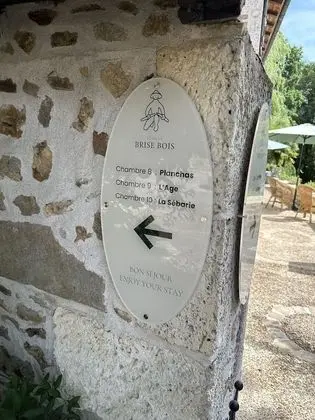 BRISE BOIS
Chambre 8 : Planchas
Chambre 9 : L'Age
Chambre 10 : La Sébarie
BON SÉJOUR
ENJOY YOUR STAY